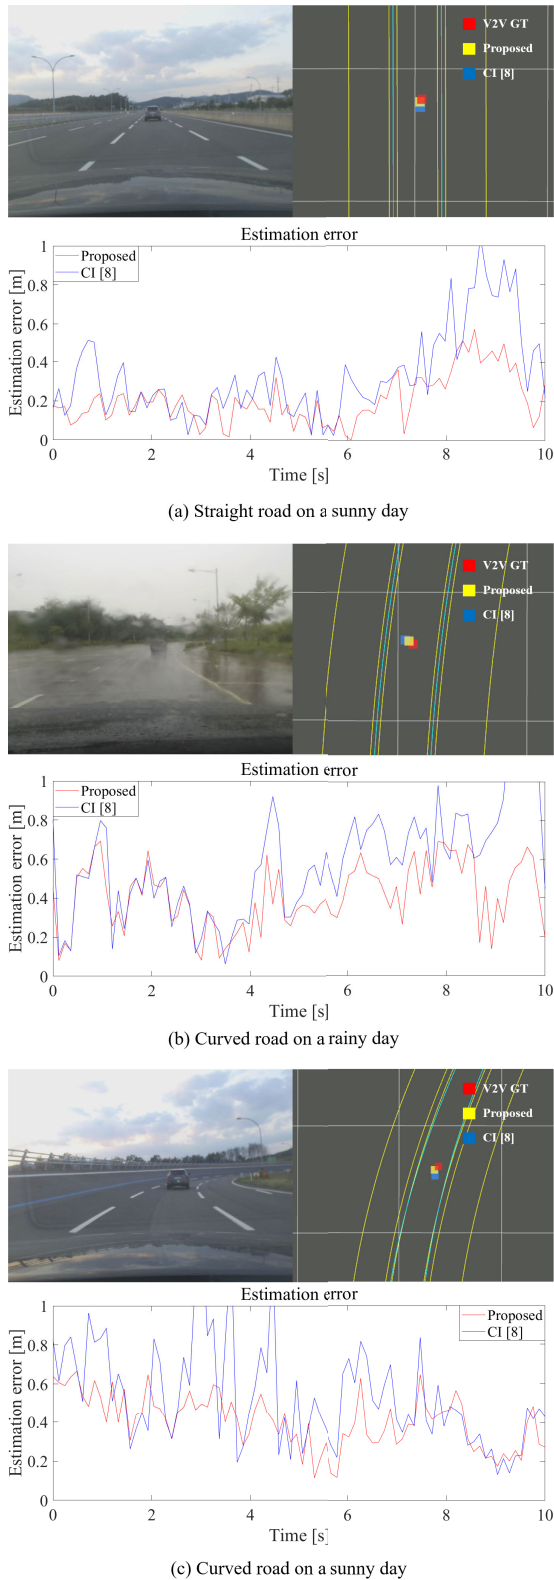 V2V GT
Proposed
CI [8]
Estimation error
Estimation error [m]
1
0.8
0.6
0.4
0.2
0
Proposed
CI [8]
0 2 4 6 8 10
Time [s]
(a) Straight road on a sunny day
V2V GT
Proposed
CI [8]
Estimation error
Estimation error [m]
1
0.8
0.6
0.4
0.2
0
Proposed
CI [8]
0 2 4 6 8 10
Time [s]
(b) Curved road on a rainy day
V2V GT
Proposed
CI [8]
Estimation error
Estimation error [m]
1
0.8
0.6
0.4
0.2
0
Proposed
CI [8]
0 2 4 6 8 10
Time [s]
(c) Curved road on a sunny day